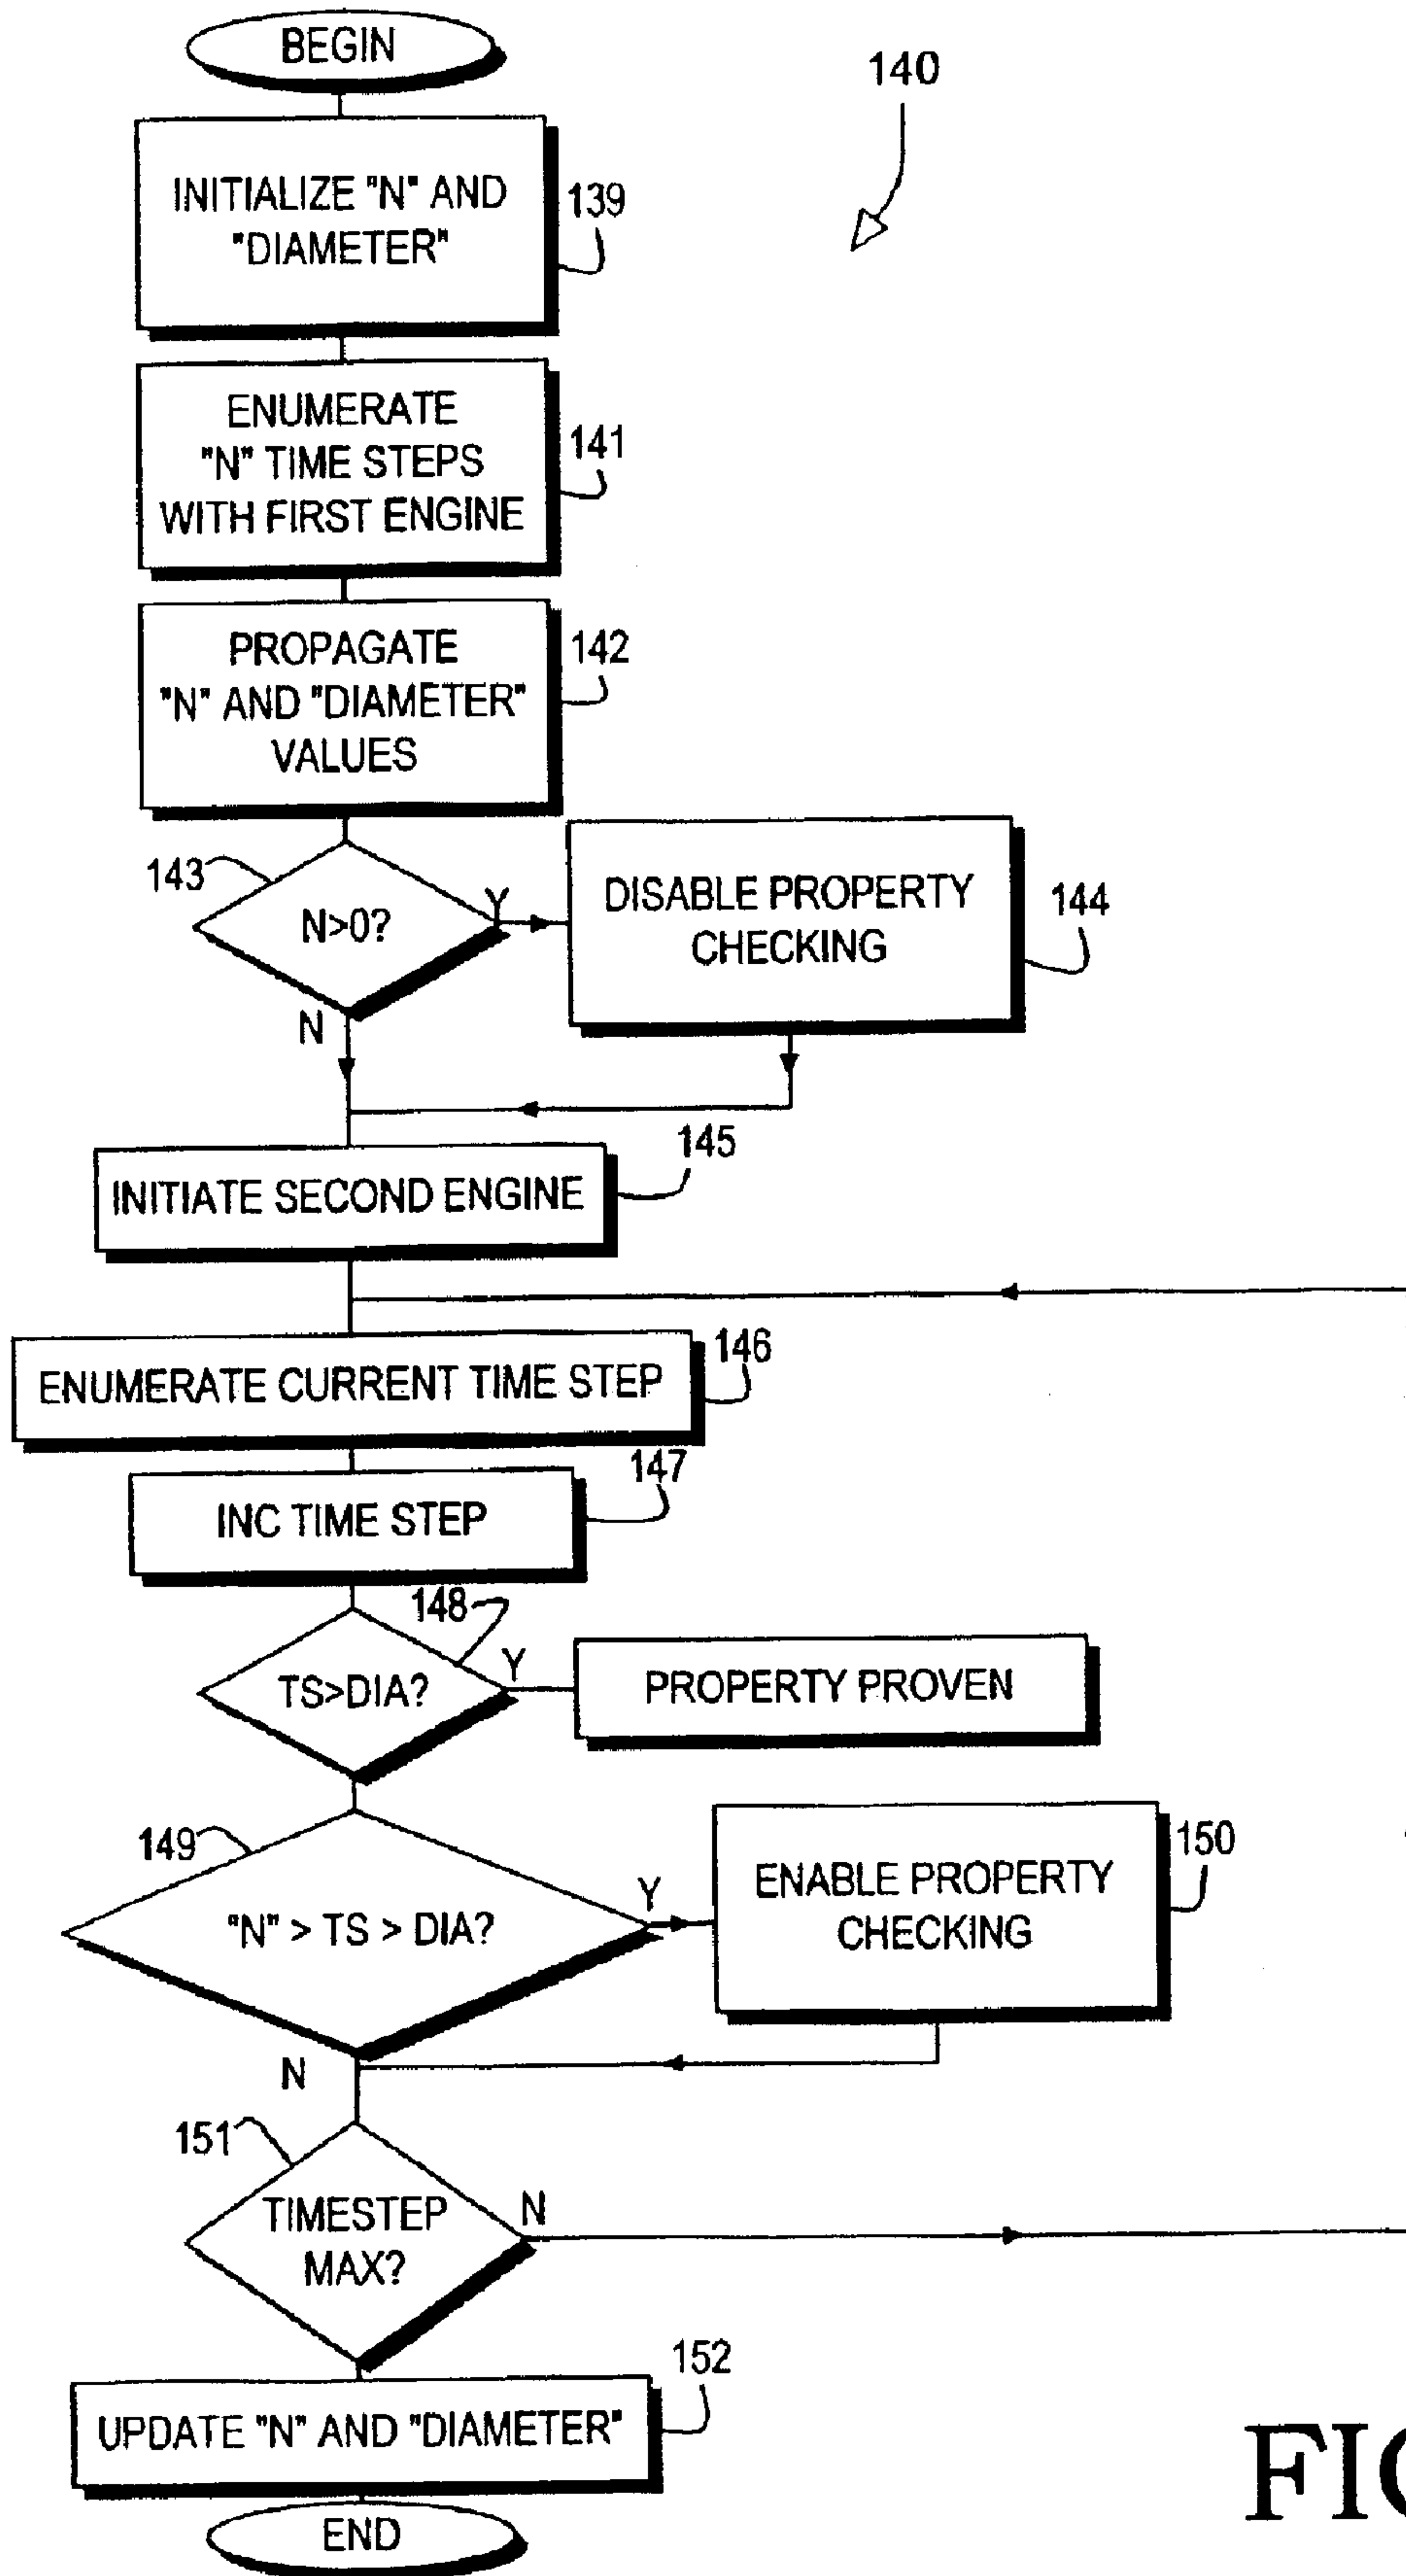 BEGIN
140
INITIALIZE "N" AND
"DIAMETER"
139
ENUMERATE
"N" TIME STEPS
WITH FIRST ENGINE
141
PROPAGATE
"N" AND "DIAMETER"
VALUES
142
143
N>0?
Y
N
DISABLE PROPERTY
CHECKING
144
INITIATE SECOND ENGINE
145
ENUMERATE CURRENT TIME STEP
146
INC TIME STEP
147
148
TS>DIA?
Y
PROPERTY PROVEN
149
"N" > TS > DIA?
Y
N
ENABLE PROPERTY
CHECKING
150
151
TIMESTEP
MAX?
N
UPDATE "N" AND "DIAMETER"
152
END
FIG